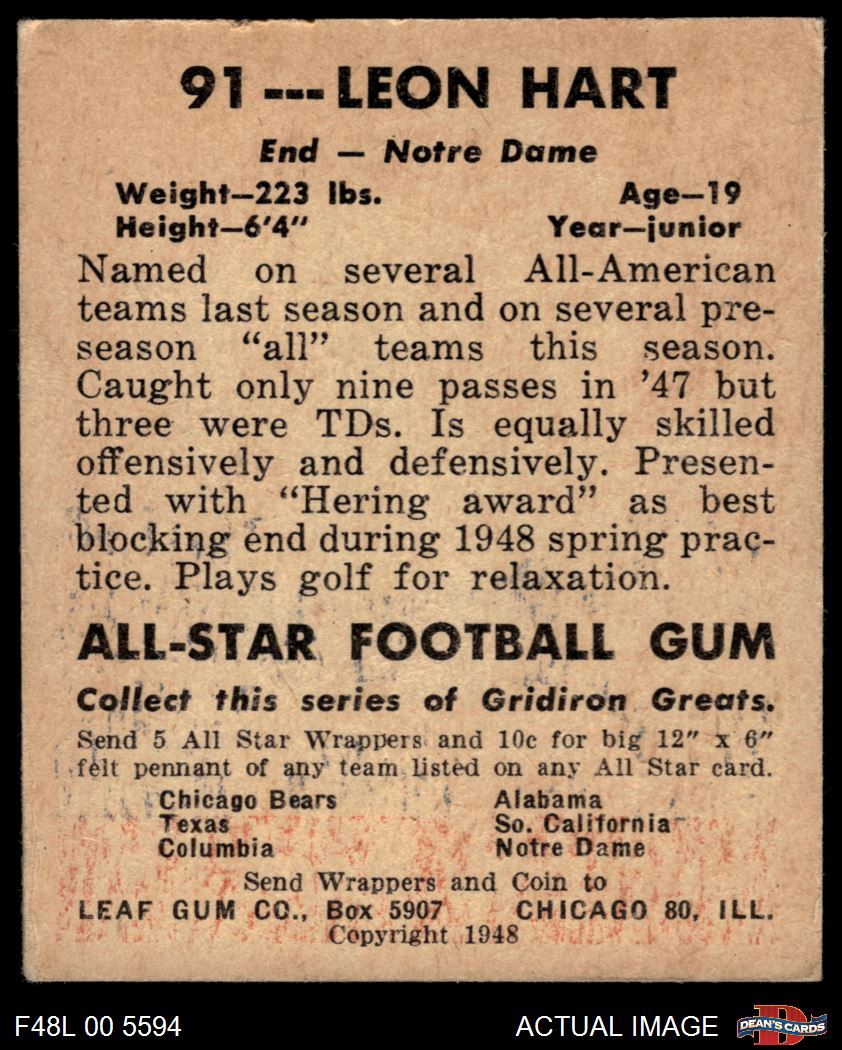 91---LEON HART
End — Notre Dame
Weight—223 lbs. Age—19
Height—6'4" Year—junior
Named on several All-American
teams last season and on several pre-
season "all" teams this season.
Caught only nine passes in '47 but
three were TDs. Is equally skilled
offensively and defensively. Presen-
ted with "Hering award" as best
blocking end during 1948 spring prac-
tice. Plays golf for relaxation.
ALL-STAR FOOTBALL GUM
Collect this series of Gridiron Greats.
Send 5 All Star Wrappers and 10c for big 12" x 6"
felt pennant of any team listed on any All Star card.
Chicago Bears Alabama
Texas So. California
Columbia Notre Dame
Send Wrappers and Coin to
LEAF GUM CO., Box 5907 CHICAGO 80, ILL.
Copyright 1948
F48L 00 5594 ACTUAL IMAGE D DEAN'S CARDS